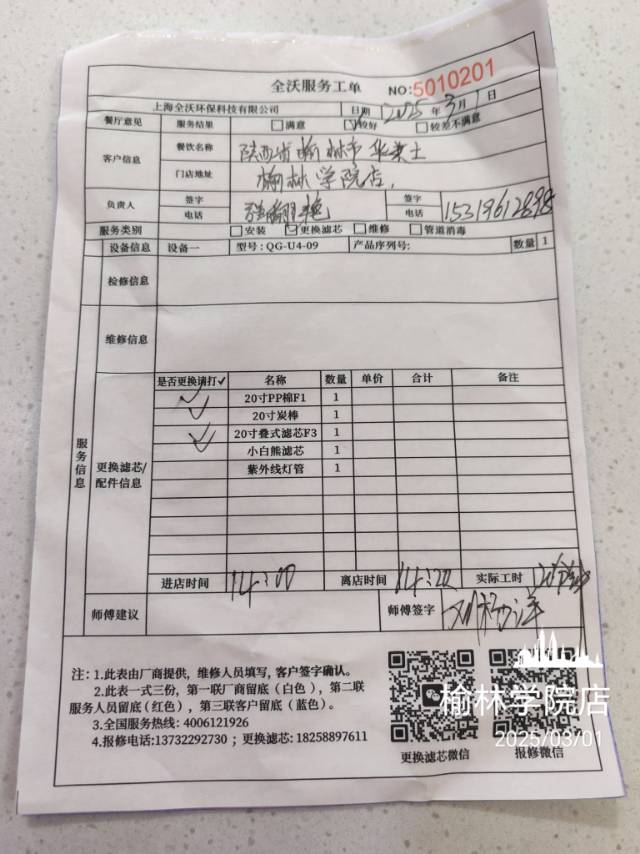 全沃服务工单 NO:5010201
上海全沃环保科技有限公司 日期 2025年3月1日
餐厅意见 服务结果 满意 较好 较差不满意
客户信息 餐饮名称 陕西省榆林市华莱士
门店地址 榆林学院店
负责人 签字 签字
电话 电话 15319612898
服务类别 安装 更换滤芯 维修 管道消毒
设备信息 设备一 型号:QG-U4-09 产品序列号: 数量 1
检修信息
维修信息
服务信息
更换滤芯/配件信息
是否更换请打✓ 名称 数量 单价 合计 备注
✓ 20寸PP棉F1 1
✓ 20寸炭棒 1
✓ 20寸叠式滤芯F3 1
小白熊滤芯 1
紫外线灯管 1
进店时间 14:00 离店时间 14:20 实际工时 20分钟
师傅建议 师傅签字
注: 1.此表由厂商提供，维修人员填写，客户签字确认。
2.此表一式三份，第一联厂商留底（白色），第二联
服务人员留底(红色)，第三联客户留底（蓝色）。
3.全国服务热线: 4006121926
4.报修电话:13732292730；更换滤芯: 18258897611
更换滤芯微信 报修微信
榆林学院店
2025/03/01